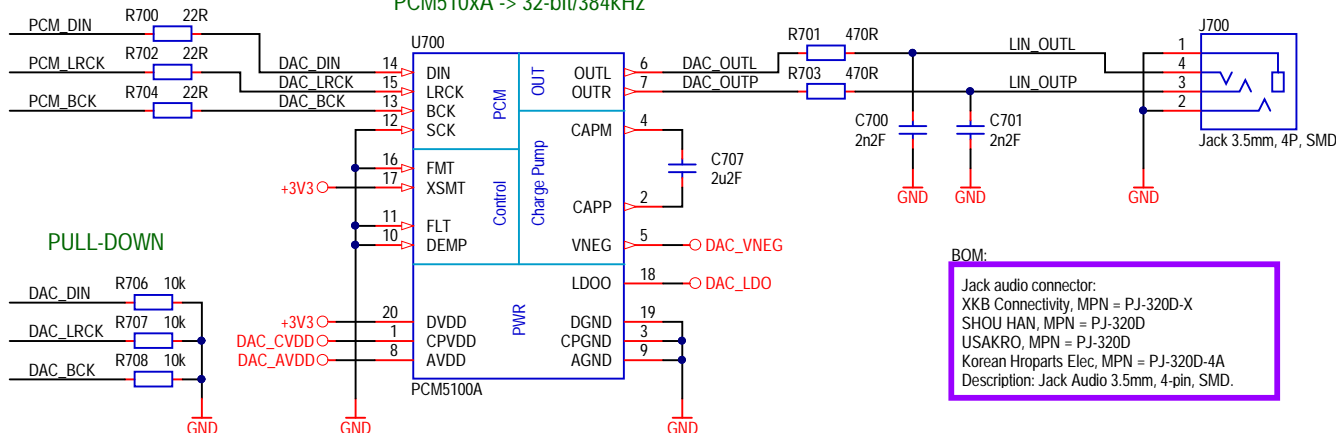 PCM510xA -> 32-bit/384kHz
PCM_DIN R700 22R
PCM_LRCK R702 22R
PCM_BCK R704 22R
DAC_DIN 14
DAC_LRCK 15
DAC_BCK 13
12
16
+3V3 17
11
10
+3V3 20
DAC_CVDD 1
DAC_AVDD 8
U700
DIN
LRCK
BCK
SCK
PCM
FMT
XSMT
FLT
DEMP
Control
DVDD
CPVDD
AVDD
PWR
OUT
OUTL
OUTR
Charge Pump
CAPM
CAPP
VNEG
LDOO
DGND
CPGND
AGND
PCM5100A
6 DAC_OUTL R701 470R LIN_OUTL
7 DAC_OUTP R703 470R LIN_OUTP
4
C707
2u2F
2
5 DAC_VNEG
18 DAC_LDO
19
3
9
C700
2n2F
C701
2n2F
J700
1
4
3
2
Jack 3.5mm, 4P, SMD
GND
GND
GND
PULL-DOWN
DAC_DIN R706 10k
DAC_LRCK R707 10k
DAC_BCK R708 10k
GND
GND
GND
BOM:
Jack audio connector:
XKB Connectivity, MPN = PJ-320D-X
SHOU HAN, MPN = PJ-320D
USAKRO, MPN = PJ-320D
Korean Hroparts Elec, MPN = PJ-320D-4A
Description: Jack Audio 3.5mm, 4-pin, SMD.